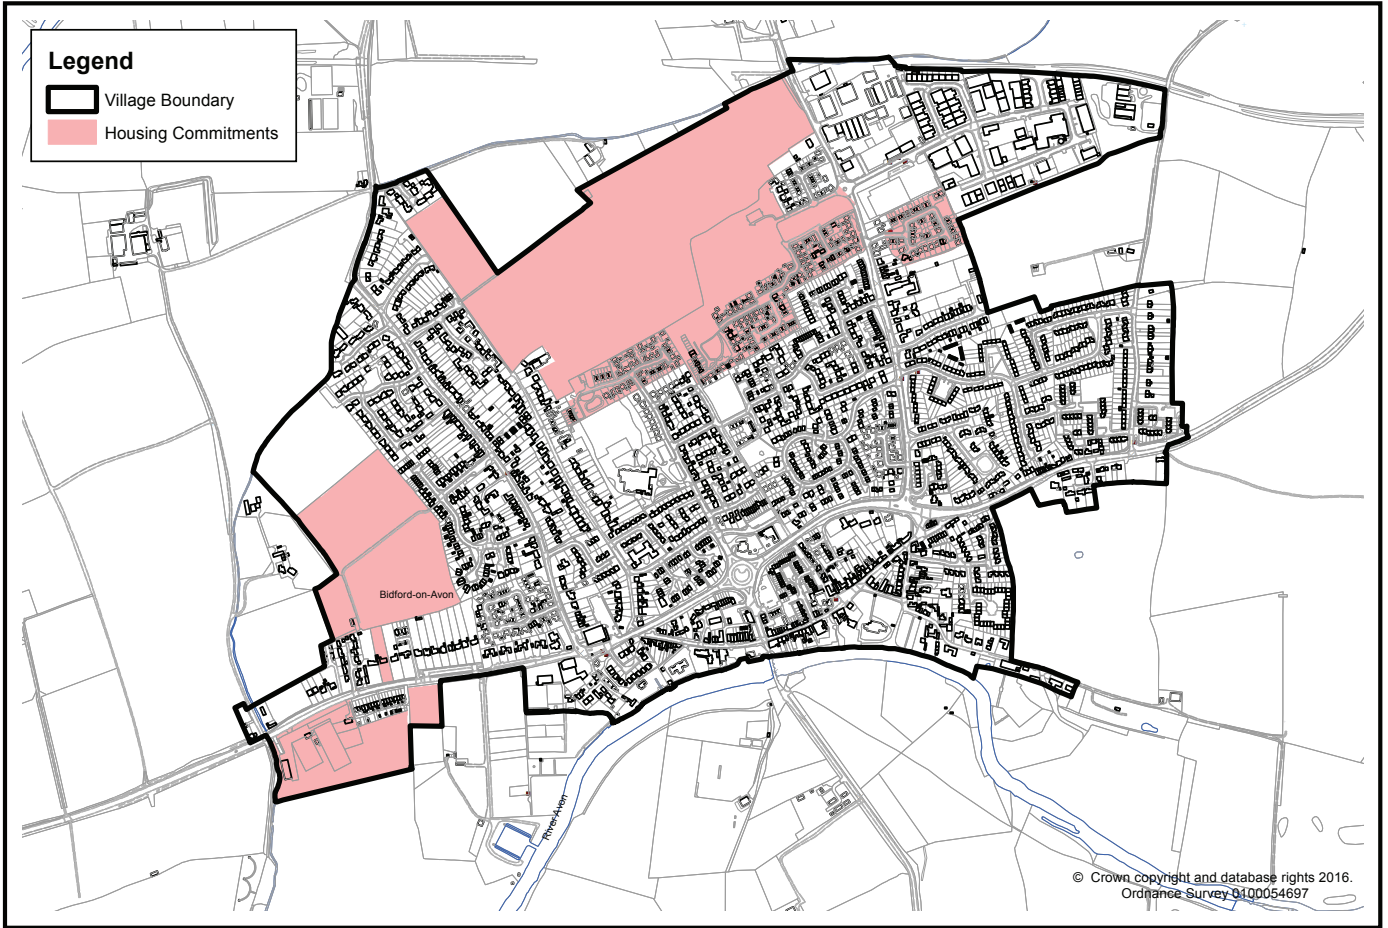 Legend
Village Boundary
Housing Commitments
Bidford-on-Avon
River Avon
© Crown copyright and database rights 2016.
Ordnance Survey 0100054697